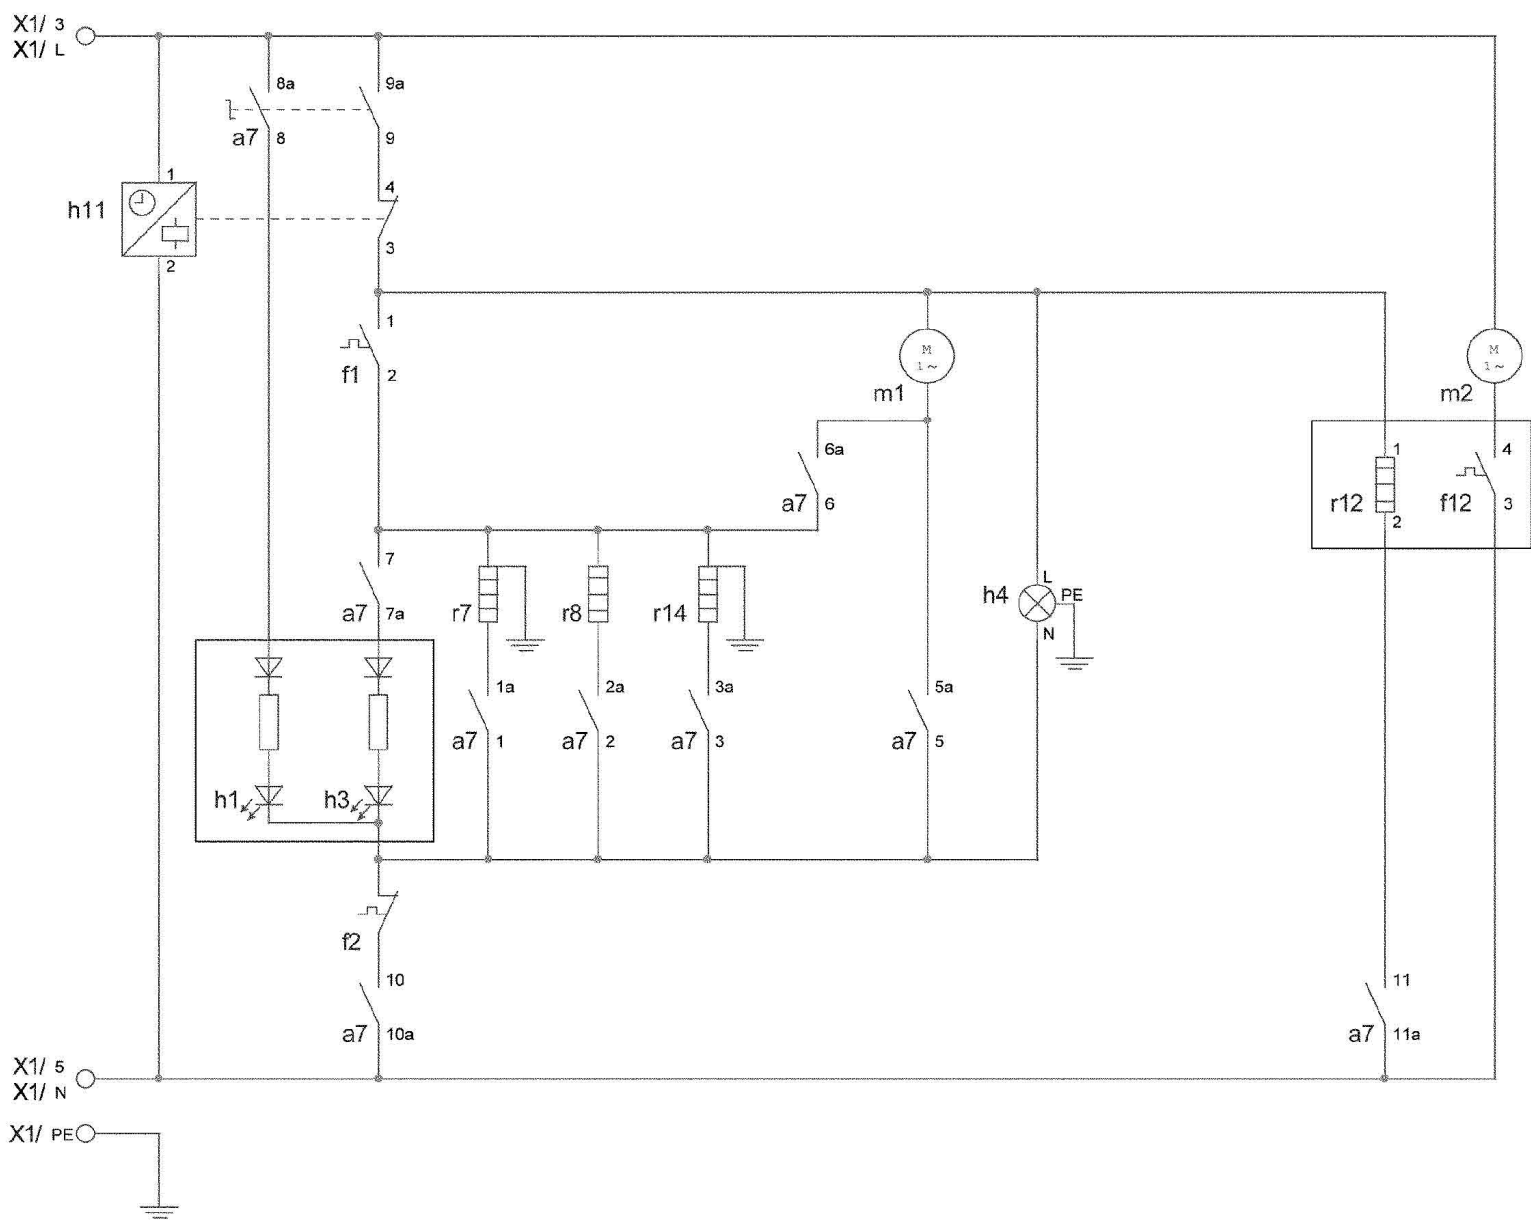 X1/ 3
X1/ L
8a
9a
a7 8
9
1
4
h11
3
2
1
f1 2
M
1~
m1
M
1~
m2
6a
a7 6
1
r12
2
4
f12 3
7
a7 7a
r7
r8
r14
h4
L
PE
N
1a
a7 1
2a
a7 2
3a
a7 3
5a
a7 5
h1
h3
f2
10
a7 10a
11
a7 11a
X1/ 5
X1/ N
X1/ PE